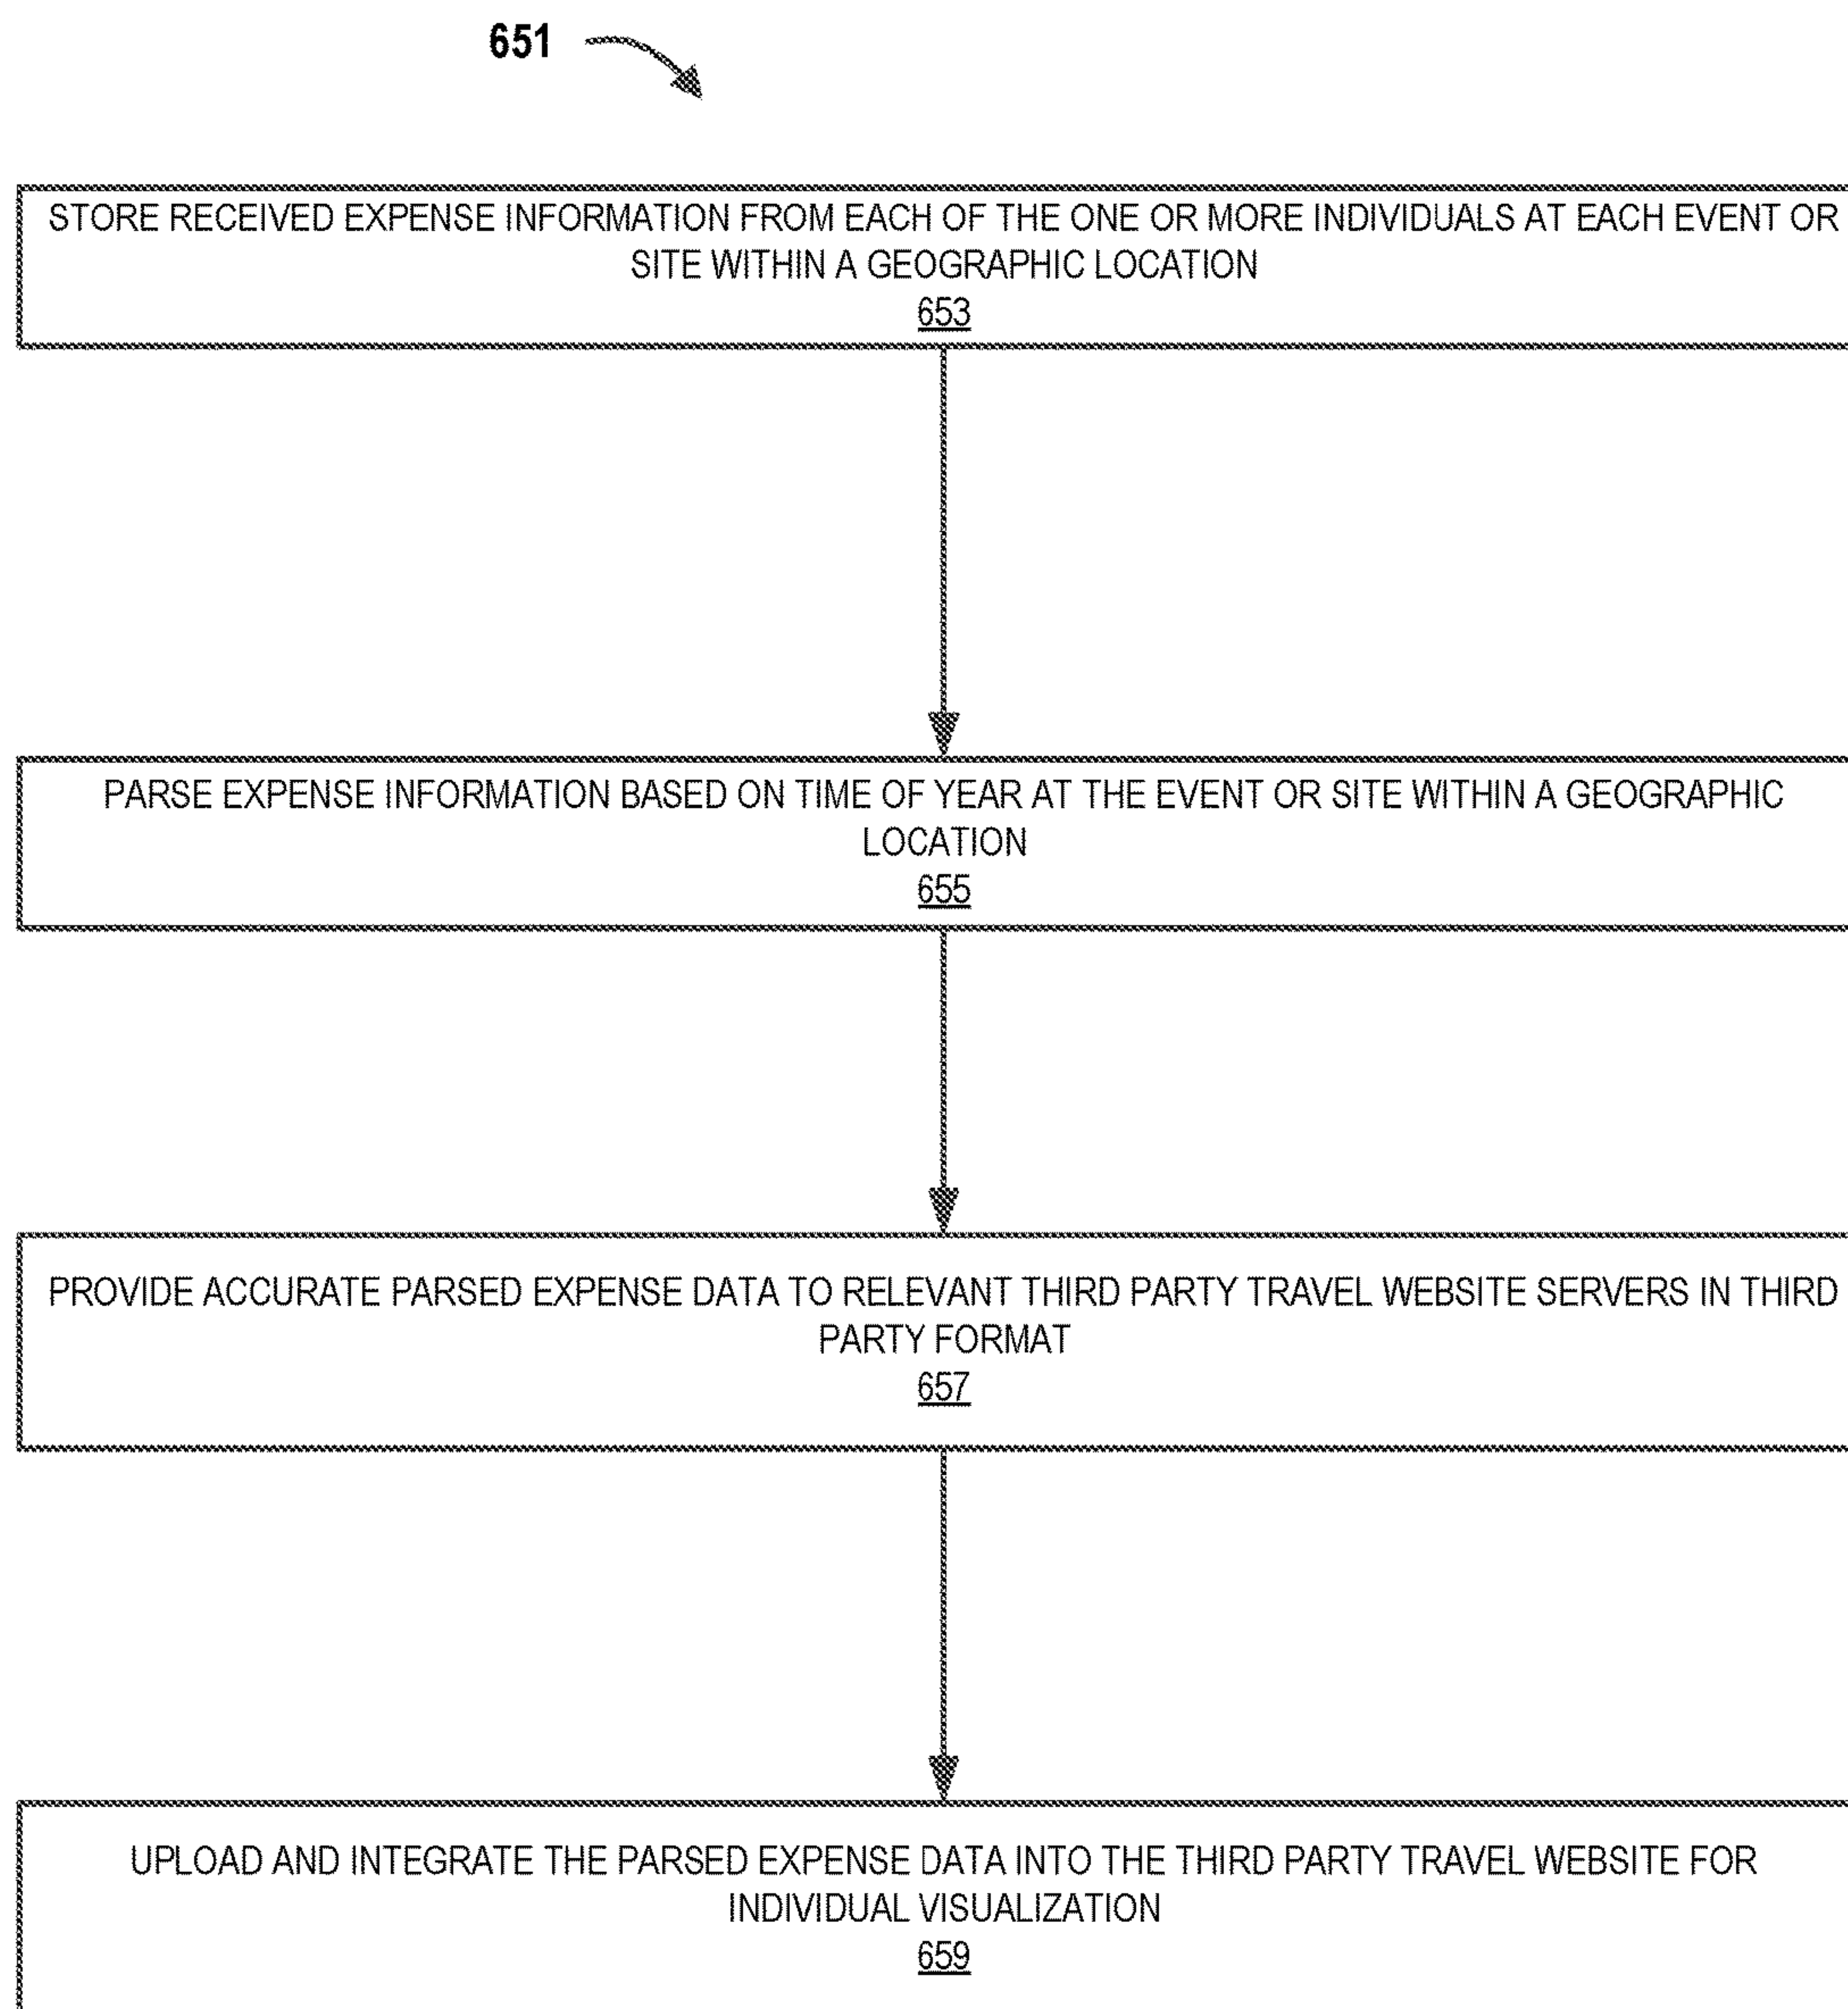 651
STORE RECEIVED EXPENSE INFORMATION FROM EACH OF THE ONE OR MORE INDIVIDUALS AT EACH EVENT OR
SITE WITHIN A GEOGRAPHIC LOCATION
653
PARSE EXPENSE INFORMATION BASED ON TIME OF YEAR AT THE EVENT OR SITE WITHIN A GEOGRAPHIC
LOCATION
655
PROVIDE ACCURATE PARSED EXPENSE DATA TO RELEVANT THIRD PARTY TRAVEL WEBSITE SERVERS IN THIRD
PARTY FORMAT
657
UPLOAD AND INTEGRATE THE PARSED EXPENSE DATA INTO THE THIRD PARTY TRAVEL WEBSITE FOR
INDIVIDUAL VISUALIZATION
659